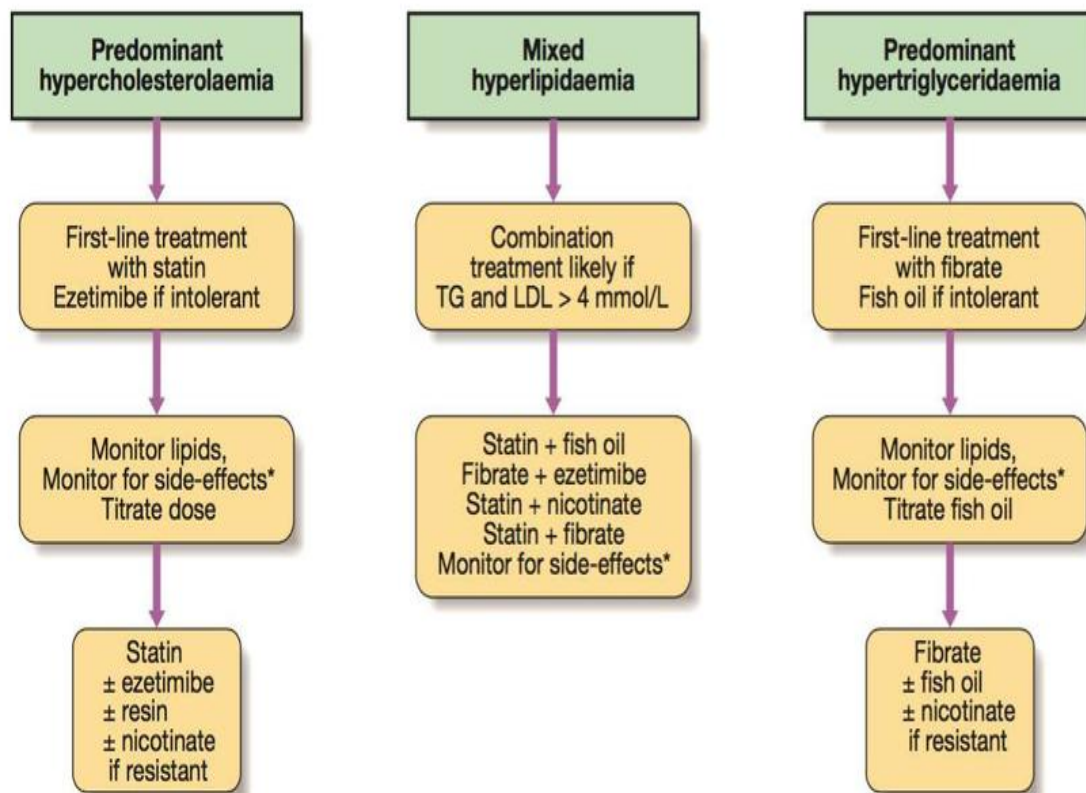 Predominant
hypercholesterolaemia
First-line treatment
with statin
Ezetimibe if intolerant
Monitor lipids,
Monitor for side-effects*
Titrate dose
Statin
± ezetimibe
± resin
± nicotinate
if resistant
Mixed
hyperlipidaemia
Combination
treatment likely if
TG and LDL > 4 mmol/L
Statin + fish oil
Fibrate + ezetimibe
Statin + nicotinate
Statin + fibrate
Monitor for side-effects*
Predominant
hypertriglyceridaemia
First-line treatment
with fibrate
Fish oil if intolerant
Monitor lipids,
Monitor for side-effects*
Titrate fish oil
Fibrate
± fish oil
± nicotinate
if resistant